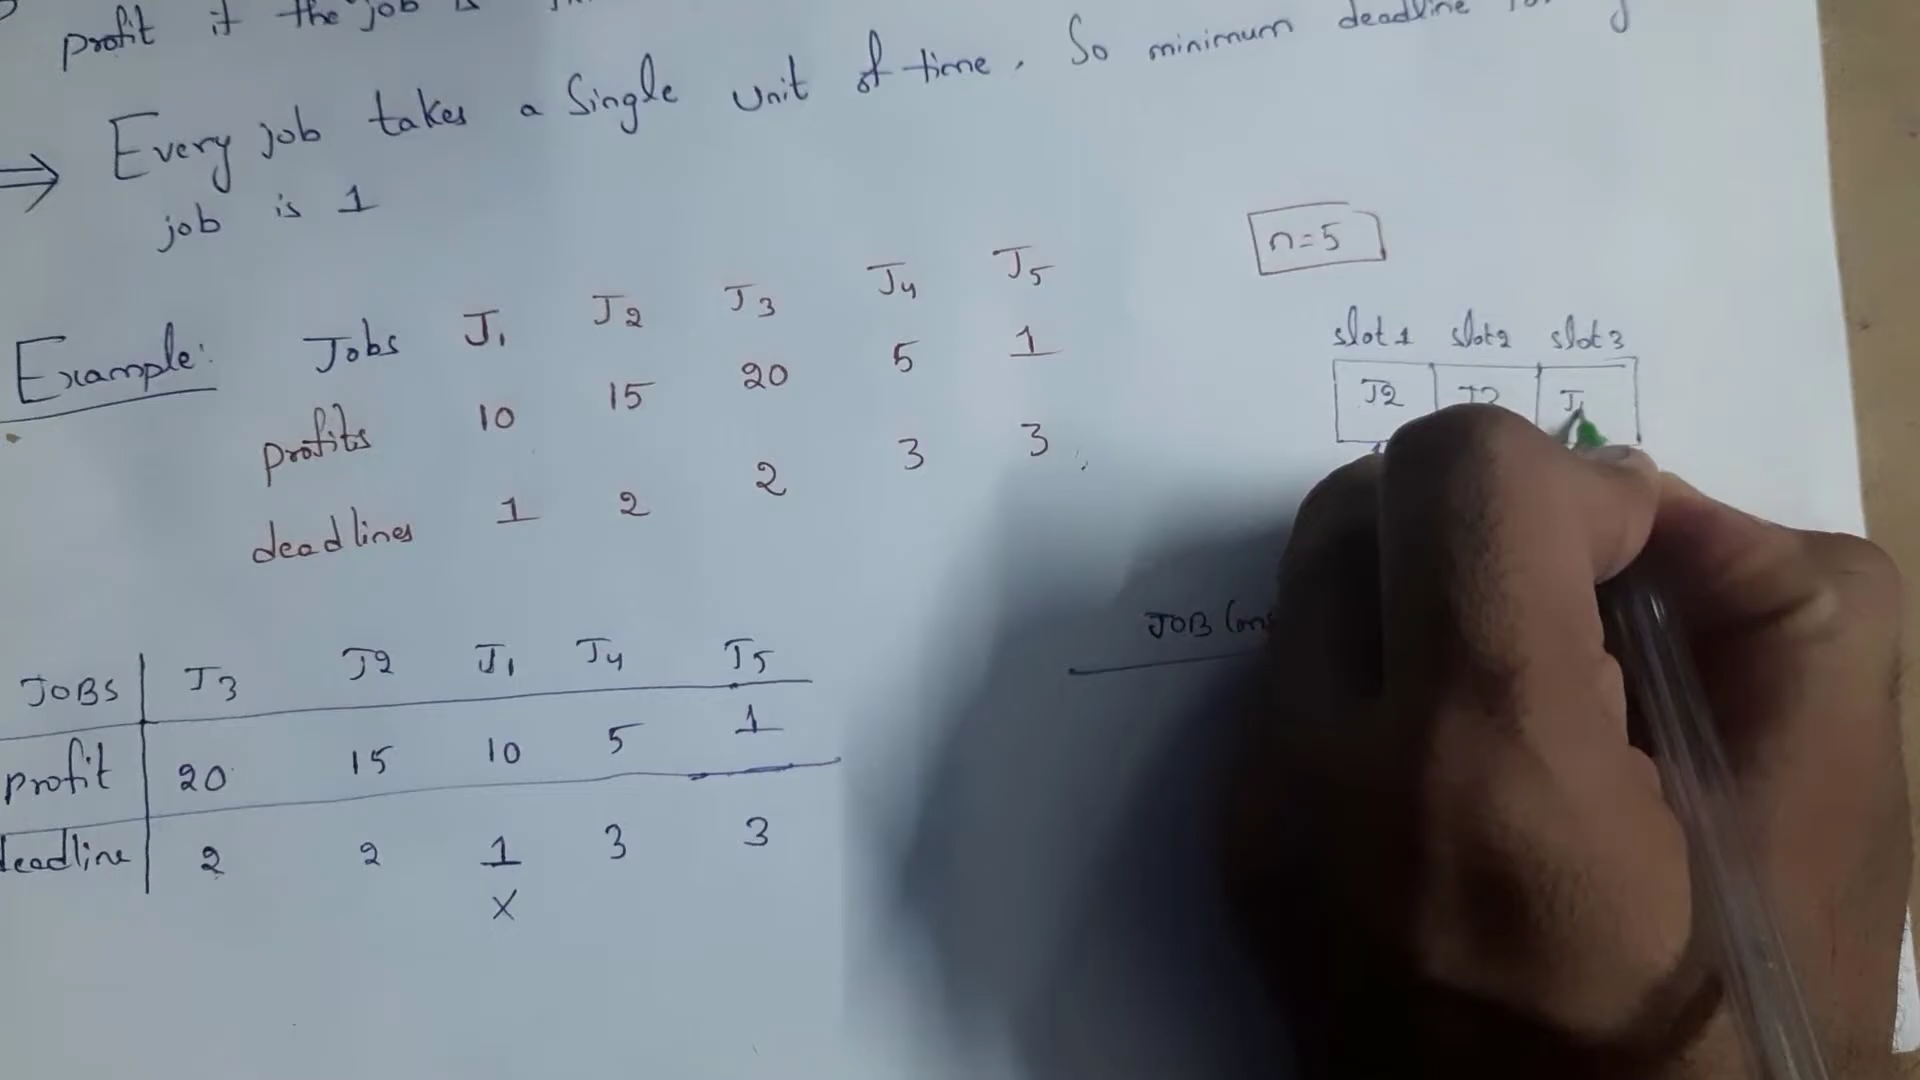 profit if the job is
⇒ Every job takes a Single unit of time. So minimum deadline
job is 1
n=5
Example: Jobs J1 J2 J3 J4 J5
profits 10 15 20 5 1
deadlines 1 2 2 3 3
slot 1 slot 2 slot 3
J2
JOB
JOBS J3 J2 J1 J4 J5
profit 20 15 10 5 1
deadline 2 2 1 3 3
X